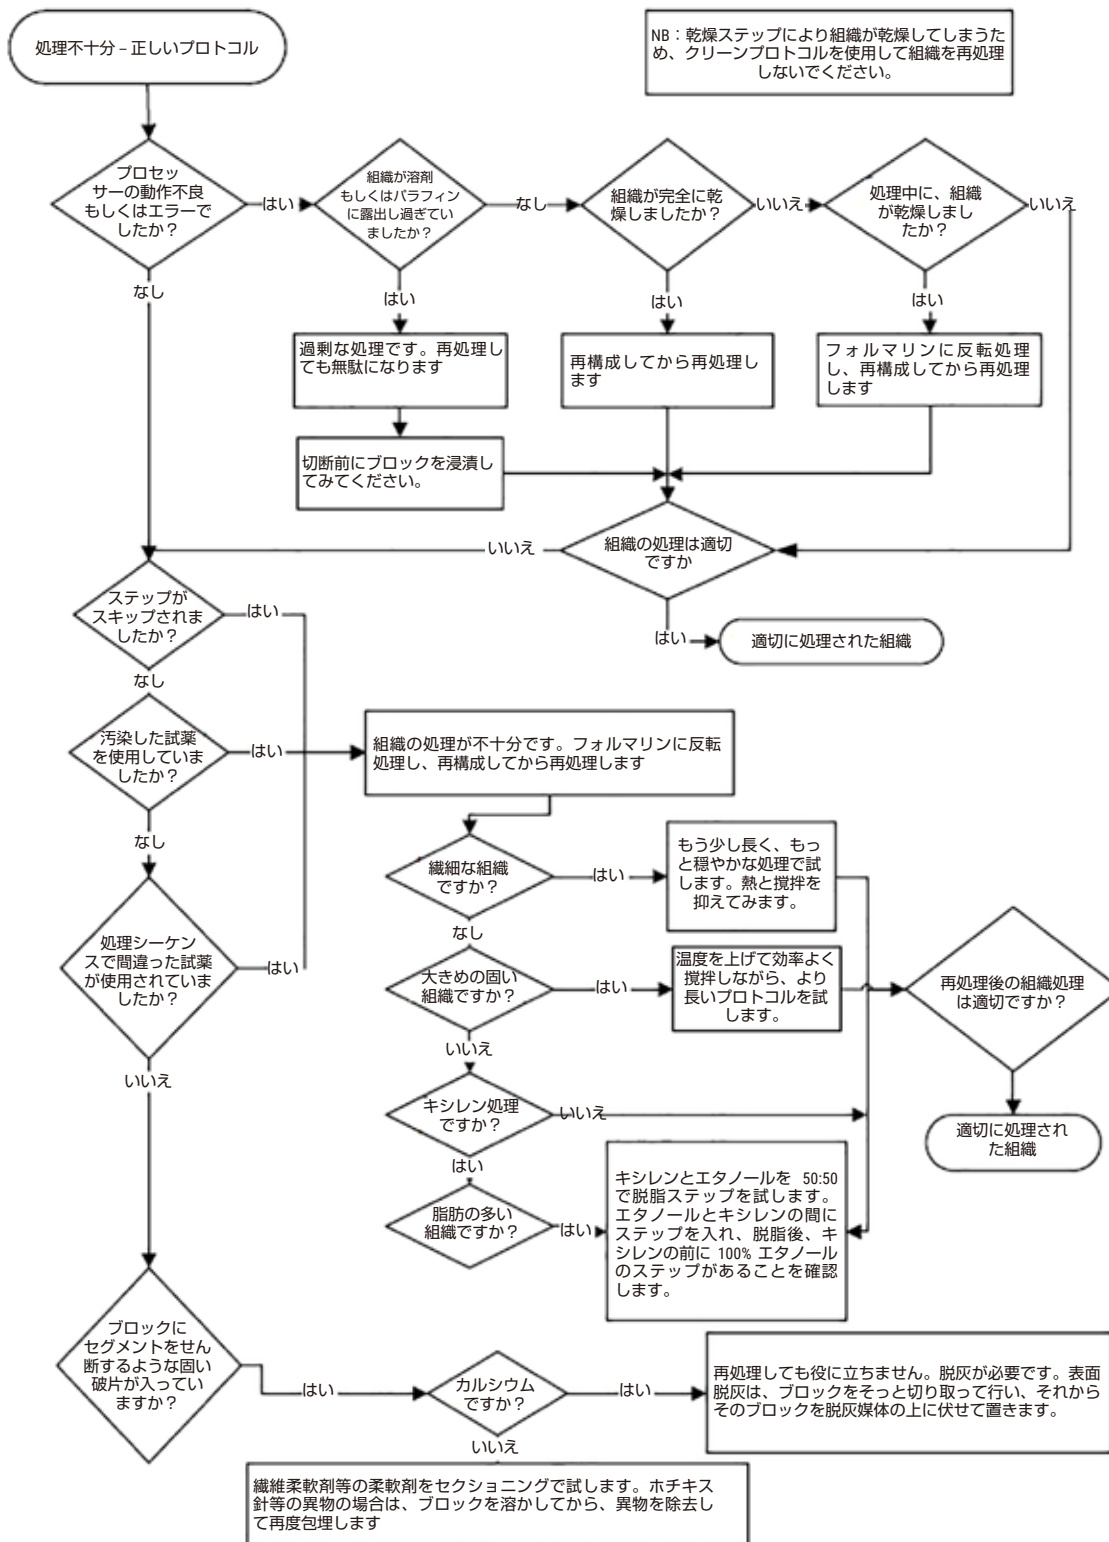 処理不十分 – 正しいプロトコル
NB：乾燥ステップにより組織が乾燥してしまうた
め、クリーンプロトコルを使用して組織を再処理
しないでください。
プロセッ
サーの動作不良
もしくはエラーで
したか？
はい
組織が溶剤
もしくはパラフィン
に露出し過ぎてい
ましたか？
なし
組織が完全に乾
燥しましたか？
いいえ
処理中に、組織
が乾燥しまし
たか？
いいえ
なし
はい
はい
はい
過剰な処理です。再処理し
ても無駄になります
再構成してから再処理し
ます
フォルマリンに反転処理
し、再構成してから再処理
します
切断前にブロックを浸漬し
てみてください。
いいえ
組織の処理は適切
ですか
はい
適切に処理された組織
ステップが
スキップされま
したか？
はい
なし
汚染した試薬
を使用していま
したか？
はい
組織の処理が不十分です。フォルマリンに反転
処理し、再構成してから再処理します
なし
繊細な組織
ですか？
はい
もう少し長く、もっ
と穏やかな処理で試
します。熱と撹拌を
抑えてみます。
なし
処理シーケン
スで間違った試薬
が使用されていま
したか？
はい
大きめの固い
組織ですか？
はい
温度を上げて効率よく
撹拌しながら、より
長いプロトコルを試
します。
再処理後の組織処理
は適切ですか？
いいえ
いいえ
キシレン処理
ですか？
いいえ
適切に処理され
た組織
はい
脂肪の多い
組織ですか？
はい
キシレンとエタノールを 50:50
で脱脂ステップを試します。
エタノールとキシレンの間に
ステップを入れ、脱脂後、キ
シレンの前に 100% エタノール
のステップがあることを確認
します。
ブロックに
セグメントをせん
断するような固い
破片が入ってい
ますか？
はい
カルシウム
ですか？
はい
再処理しても役に立ちません。脱灰が必要です。表面
脱灰は、ブロックをそっと切り取って行い、それから
そのブロックを脱灰媒体の上に伏せて置きます。
いいえ
繊維柔軟剤等の柔軟剤をセクショニングで試します。ホチキス
針等の異物の場合は、ブロックを溶かしてから、異物を除去し
て再度包埋します